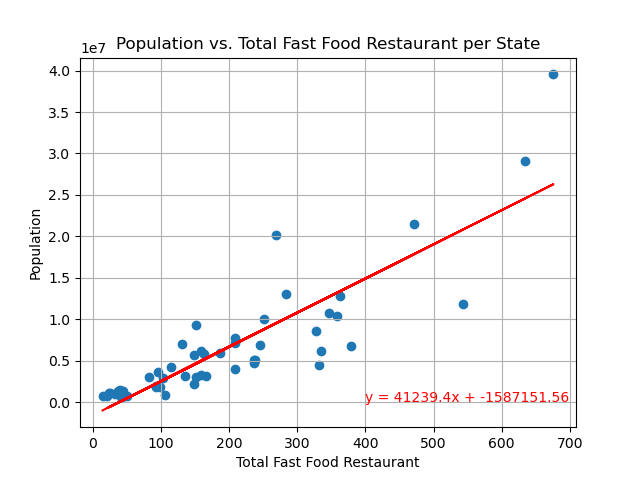 Population vs. Total Fast Food Restaurant per State
1e7
4.0
3.5
3.0
2.5
2.0
1.5
1.0
0.5
0.0
Population
y = 41239.4x + -1587151.56
0 100 200 300 400 500 600 700
Total Fast Food Restaurant